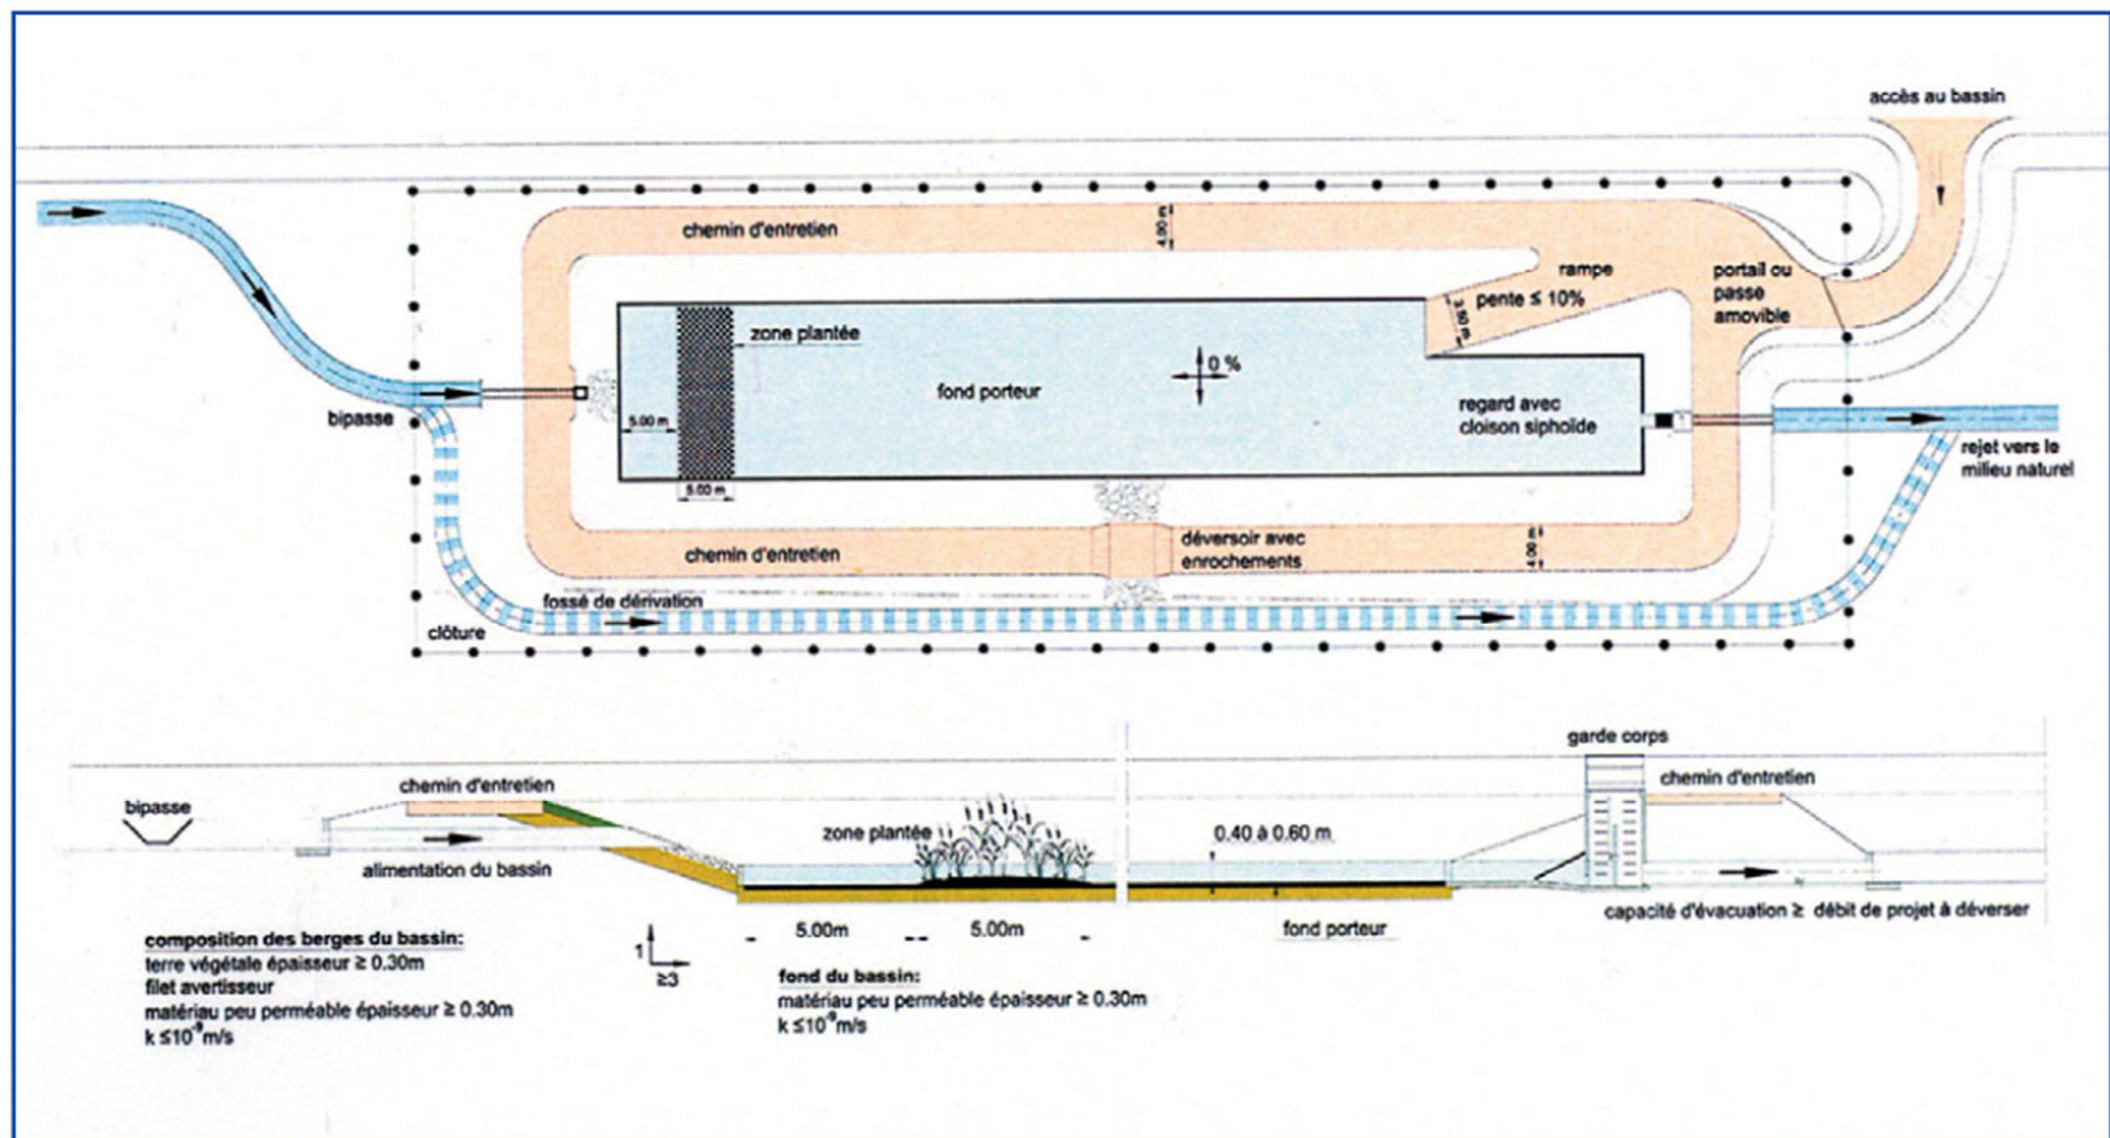 accès au bassin
chemin d'entretien
4.00 m
rampe
pente ≤ 10%
3.50 m
portail ou
passe
amovible
zone plantée
0 %
fond porteur
regard avec
cloison siphoïde
bipasse
5.00 m
5.00 m
rejet vers le
milieu naturel
chemin d'entretien
déversoir avec
enrochements
4.00 m
fossé de dérivation
clôture
garde corps
chemin d'entretien
chemin d'entretien
bipasse
zone plantée
0.40 à 0.60 m
alimentation du bassin
capacité d'évacuation ≥ débit de projet à déverser
5.00m
5.00m
fond porteur
composition des berges du bassin:
terre végétale épaisseur ≥ 0.30m
filet avertisseur
matériau peu perméable épaisseur ≥ 0.30m
k ≤10⁻⁹m/s
1
≥3
fond du bassin:
matériau peu perméable épaisseur ≥ 0.30m
k ≤10⁻⁹m/s